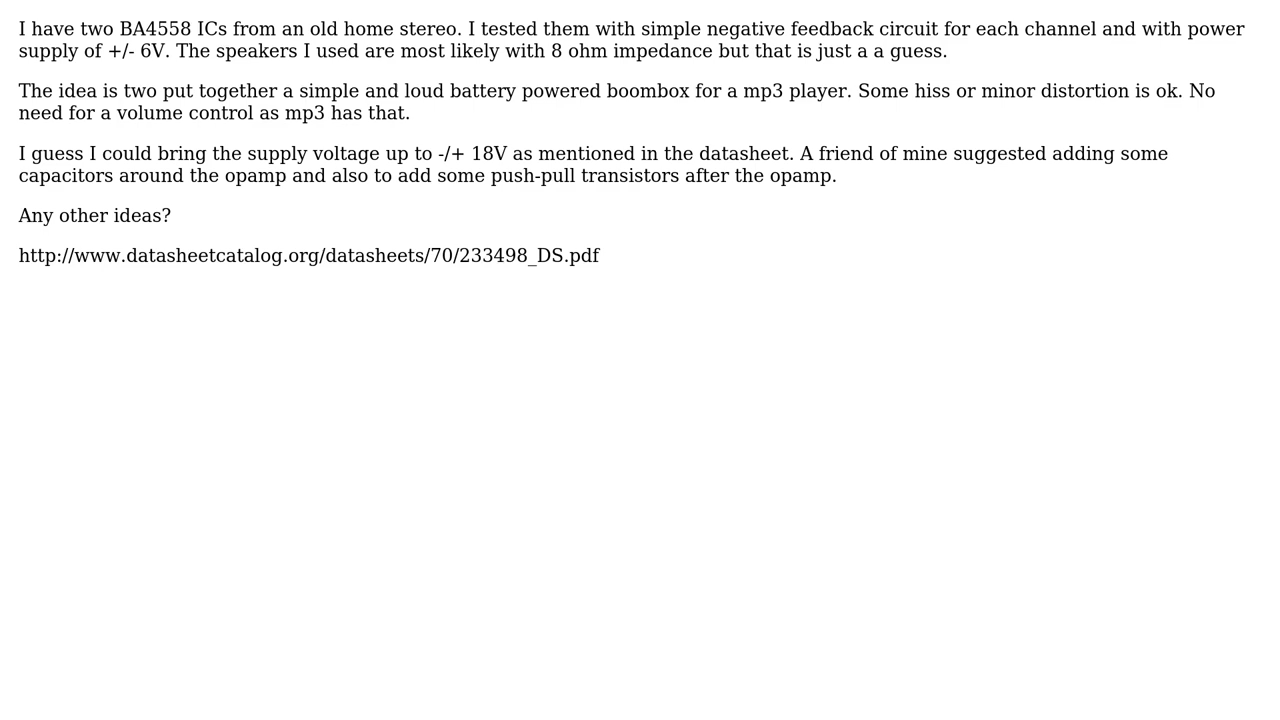 I have two BA4558 ICs from an old home stereo. I tested them with simple negative feedback circuit for each channel and with power
supply of +/- 6V. The speakers I used are most likely with 8 ohm impedance but that is just a a guess.
The idea is two put together a simple and loud battery powered boombox for a mp3 player. Some hiss or minor distortion is ok. No
need for a volume control as mp3 has that.
I guess I could bring the supply voltage up to -/+ 18V as mentioned in the datasheet. A friend of mine suggested adding some
capacitors around the opamp and also to add some push-pull transistors after the opamp.
Any other ideas?
http://www.datasheetcatalog.org/datasheets/70/233498_DS.pdf